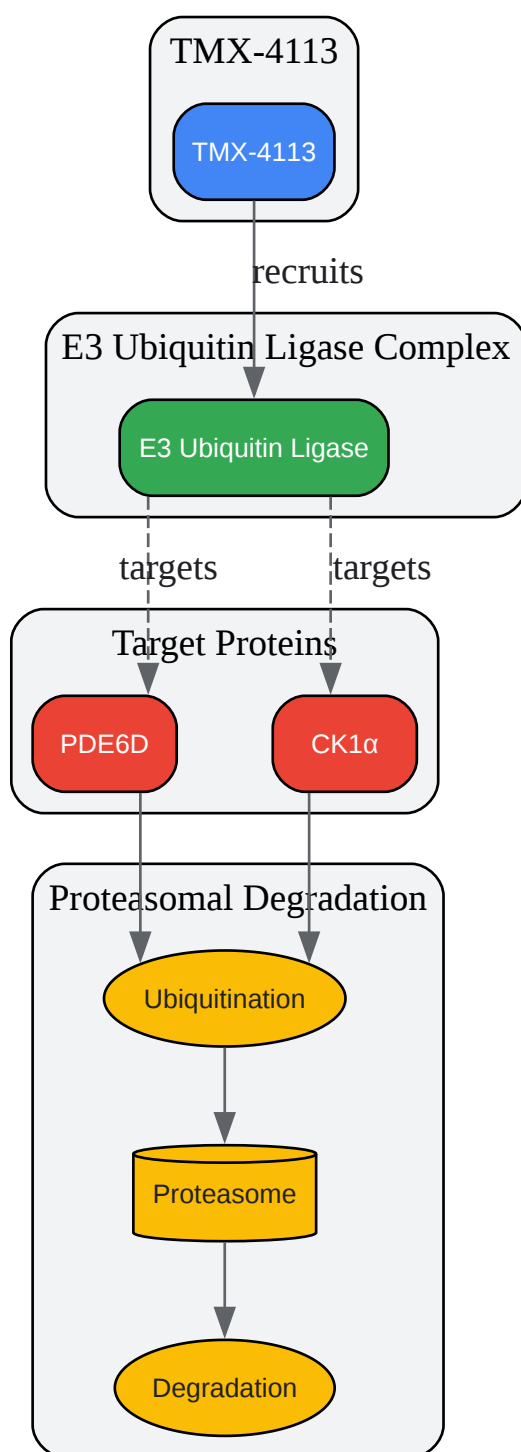 TMX-4113
TMX-4113
recruits
E3 Ubiquitin Ligase Complex
E3 Ubiquitin Ligase
targets targets
Target Proteins
PDE6D CK1α
Proteasomal Degradation
Ubiquitination
Proteasome
Degradation